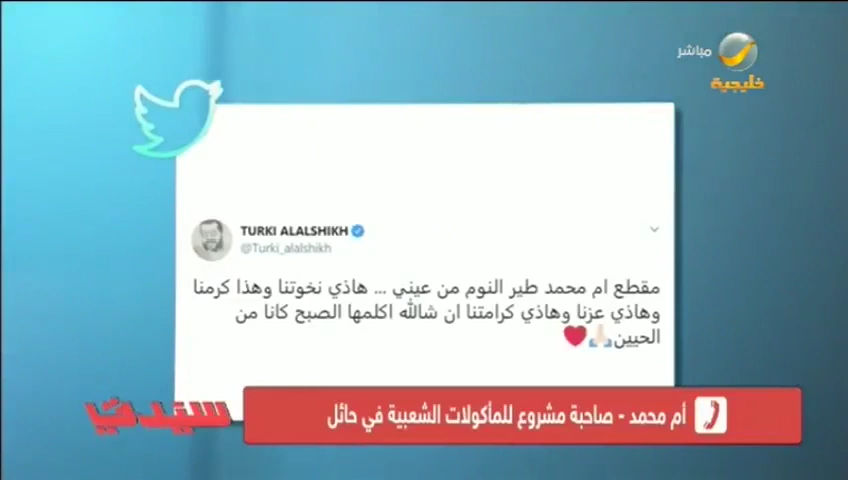 مباشر
خليجية
TURKI ALALSHIKH
@Turki_alalshikh
مقطع ام محمد طير النوم من عيني ... هاذي نخوتنا وهذا كرمنا
وهاذي عزنا وهاذي كرامتنا ان شالله اكلمها الصبح كانا من
الحيين🙏🏻❤️
أم محمد - صاحبة مشروع للمأكولات الشعبية في حائل
سيدتي